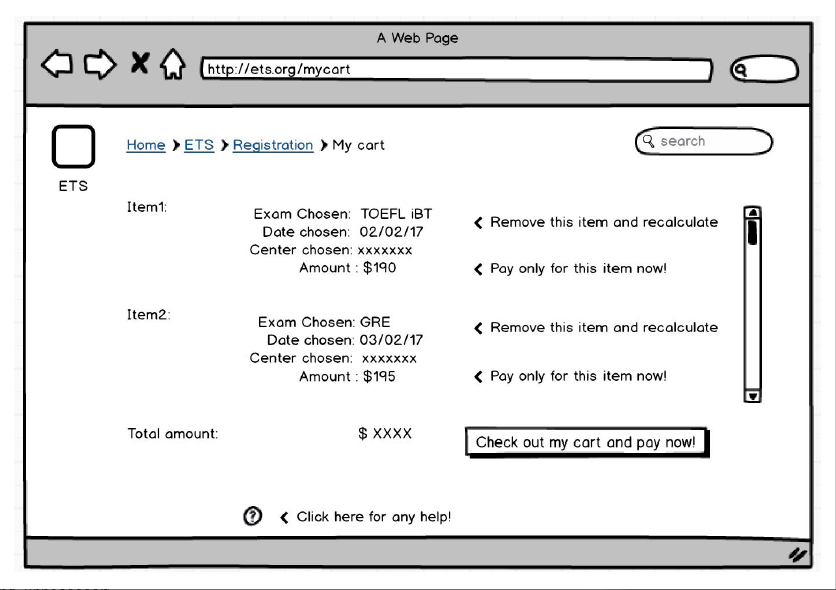 A Web Page
http://ets.org/mycart
Home > ETS > Registration > My cart
search
ETS
Item1:
Exam Chosen: TOEFL iBT
Date chosen: 02/02/17
Center chosen: xxxxxxx
Amount : $190
< Remove this item and recalculate
< Pay only for this item now!
Item2:
Exam Chosen: GRE
Date chosen: 03/02/17
Center chosen: xxxxxxx
Amount : $195
< Remove this item and recalculate
< Pay only for this item now!
Total amount: $ XXXX
Check out my cart and pay now!
? < Click here for any help!